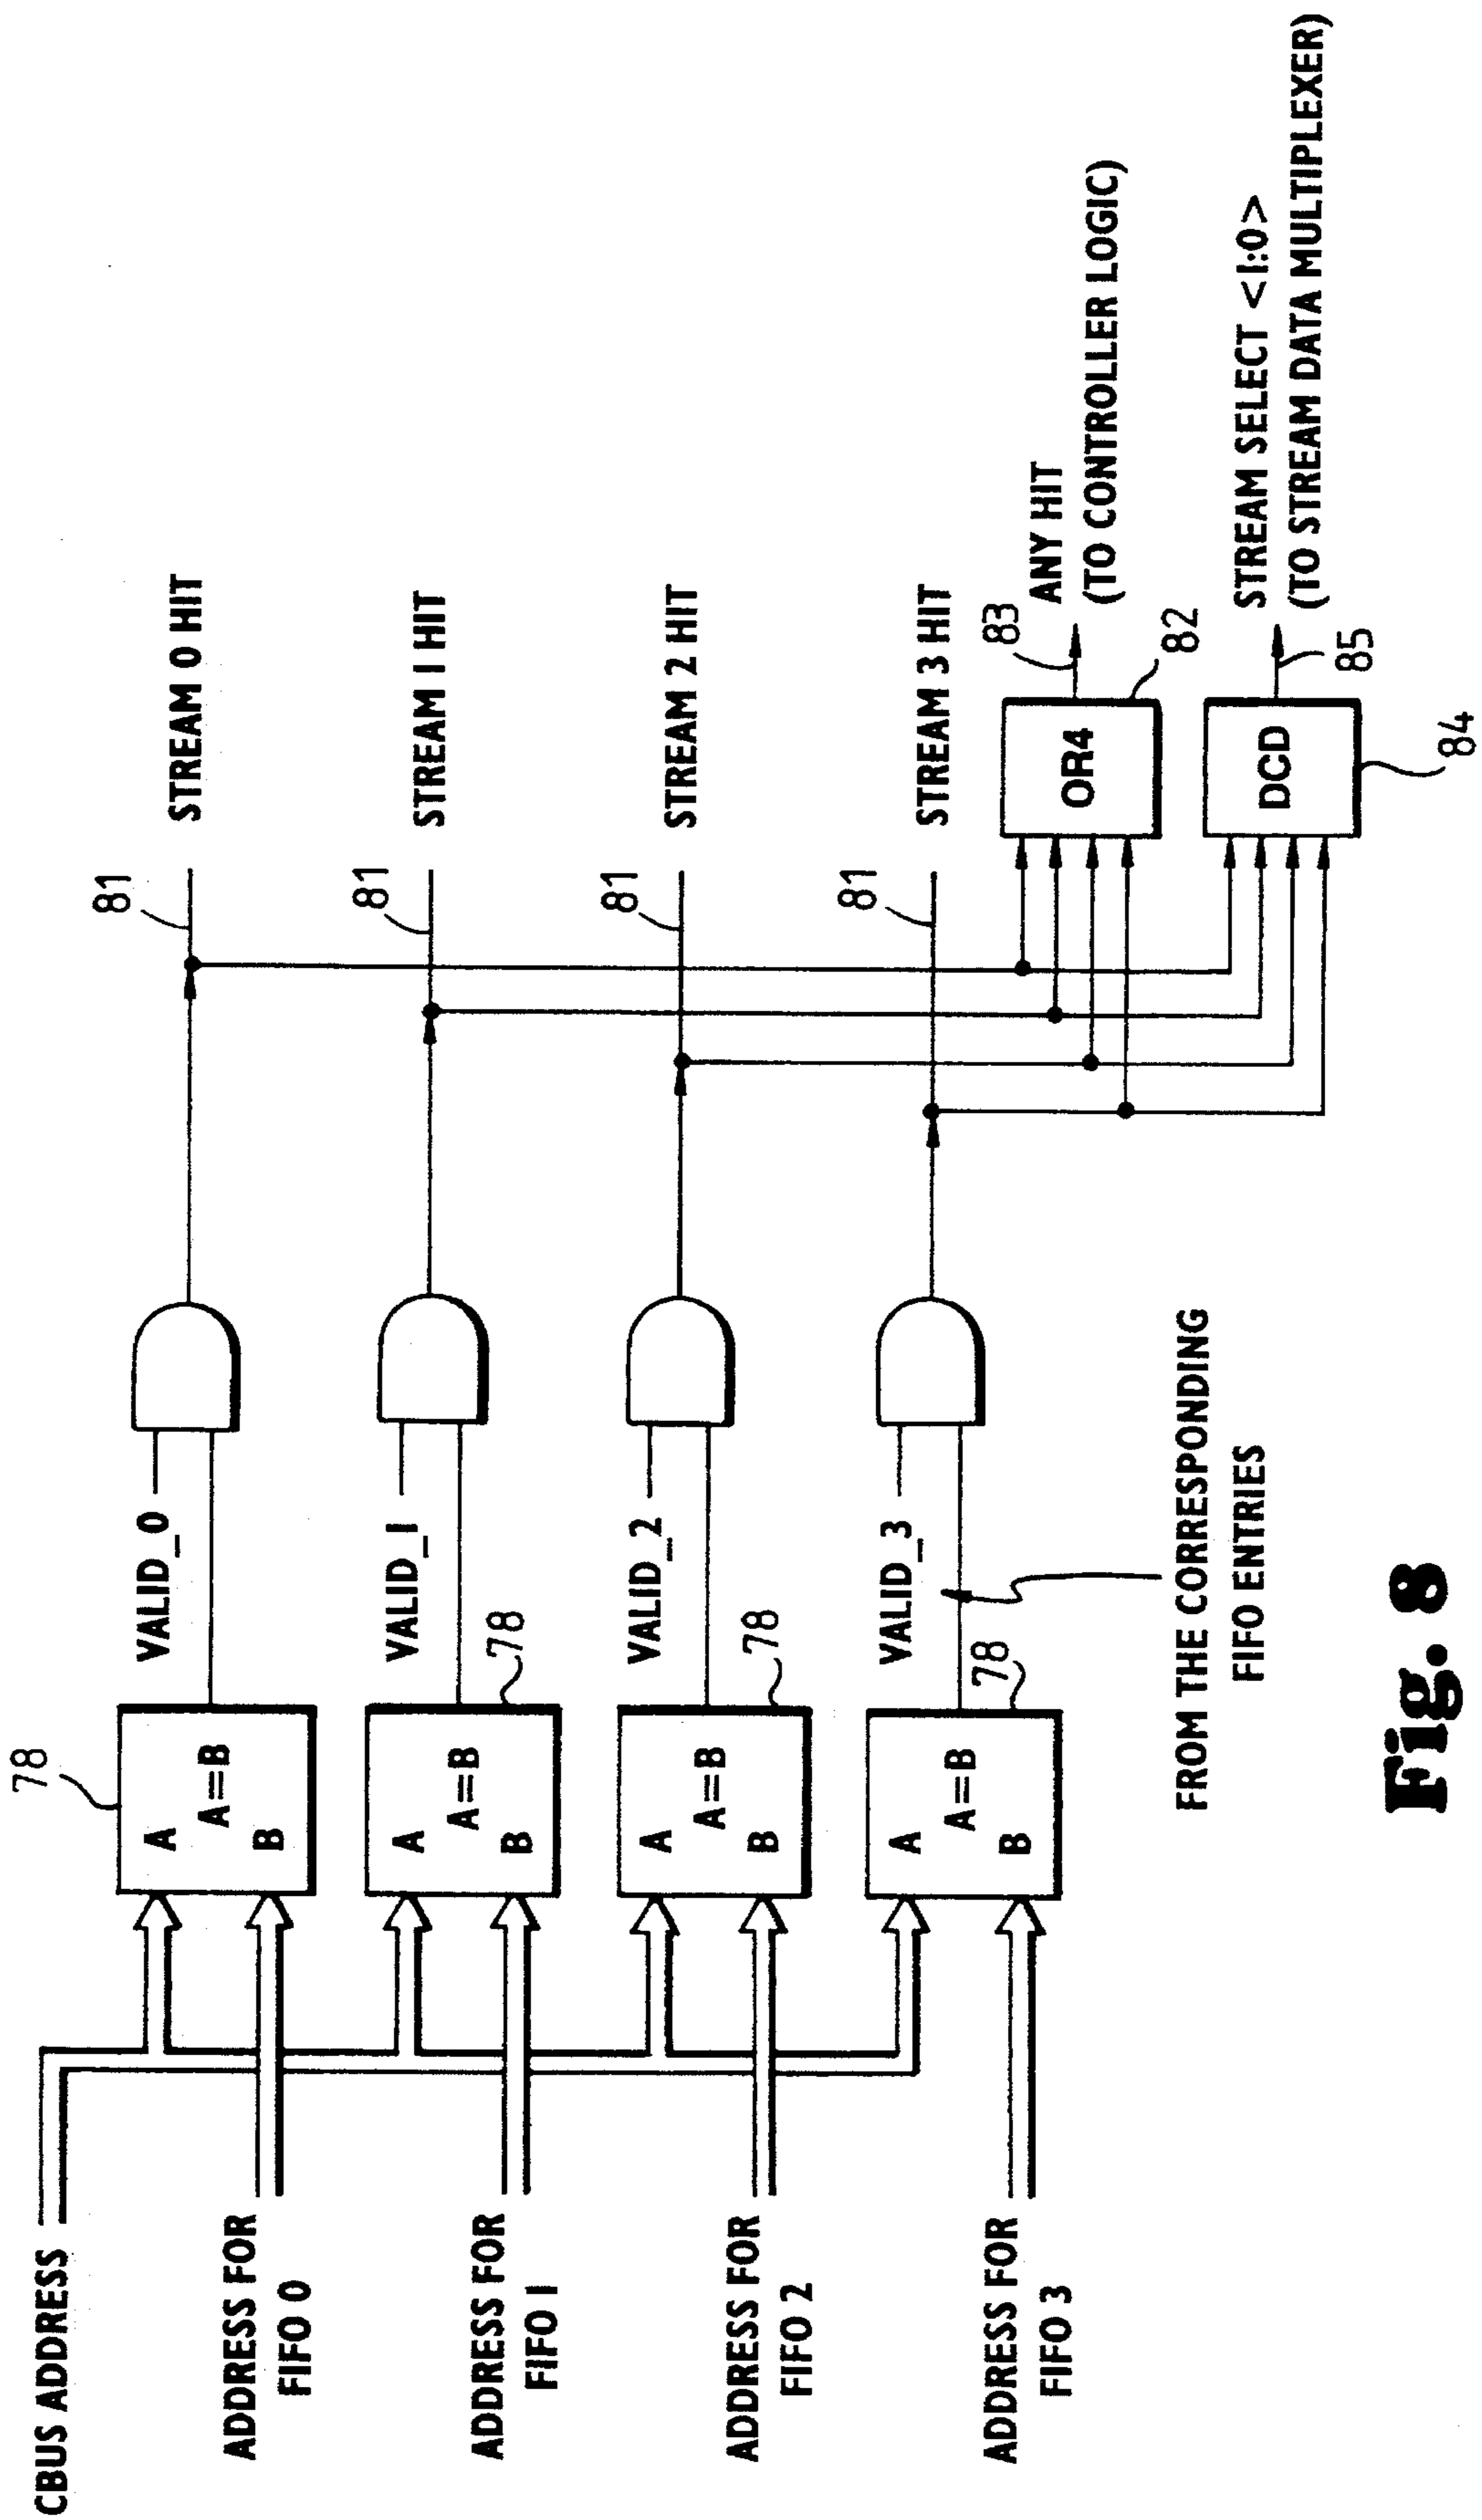 CBUS ADDRESS
ADDRESS FOR
FIFO 0
ADDRESS FOR
FIFO 1
ADDRESS FOR
FIFO 2
ADDRESS FOR
FIFO 3
78
A
A=B
B
78
A
A=B
B
78
A
A=B
B
78
A
A=B
B
VALID_0
VALID_1
VALID_2
VALID_3
FROM THE CORRESPONDING
FIFO ENTRIES
81
STREAM 0 HIT
81
STREAM 1 HIT
81
STREAM 2 HIT
81
STREAM 3 HIT
OR4
82
83
ANY HIT
(TO CONTROLLER LOGIC)
DCD
84
85
STREAM SELECT <1:0>
(TO STREAM DATA MULTIPLEXER)
Fig. 8